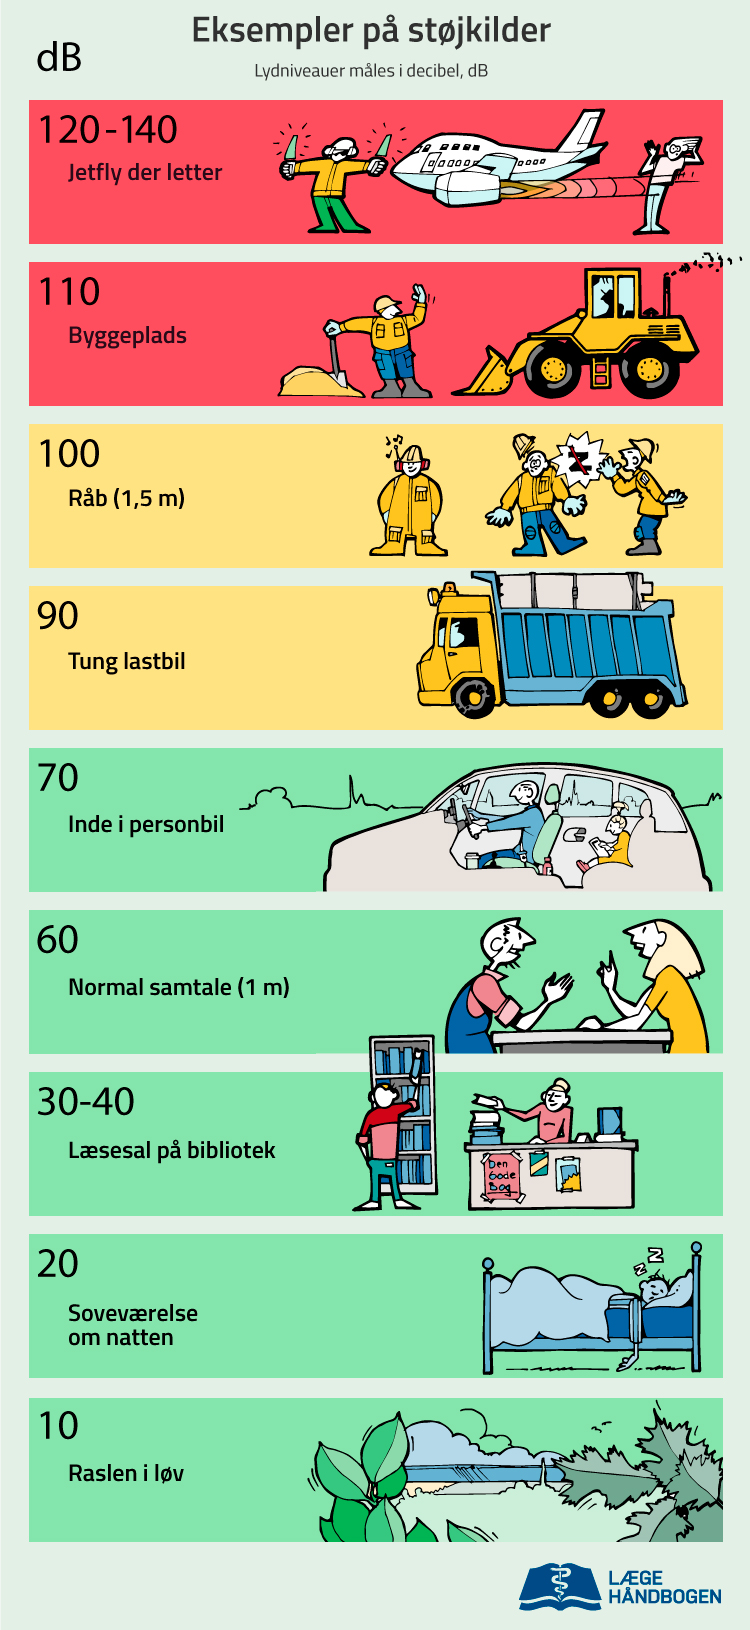 Eksempler på støjkilder
dB
Lydniveauer måles i decibel, dB
120-140
Jetfly der letter
110
Byggeplads
100
Råb (1,5 m)
90
Tung lastbil
70
Inde i personbil
60
Normal samtale (1 m)
30-40
Læsesal på bibliotek
Den
Gode
Bog
20
Z Z
Soveværelse
om natten
10
Raslen i løv
LÆGE
HÅNDBOGEN